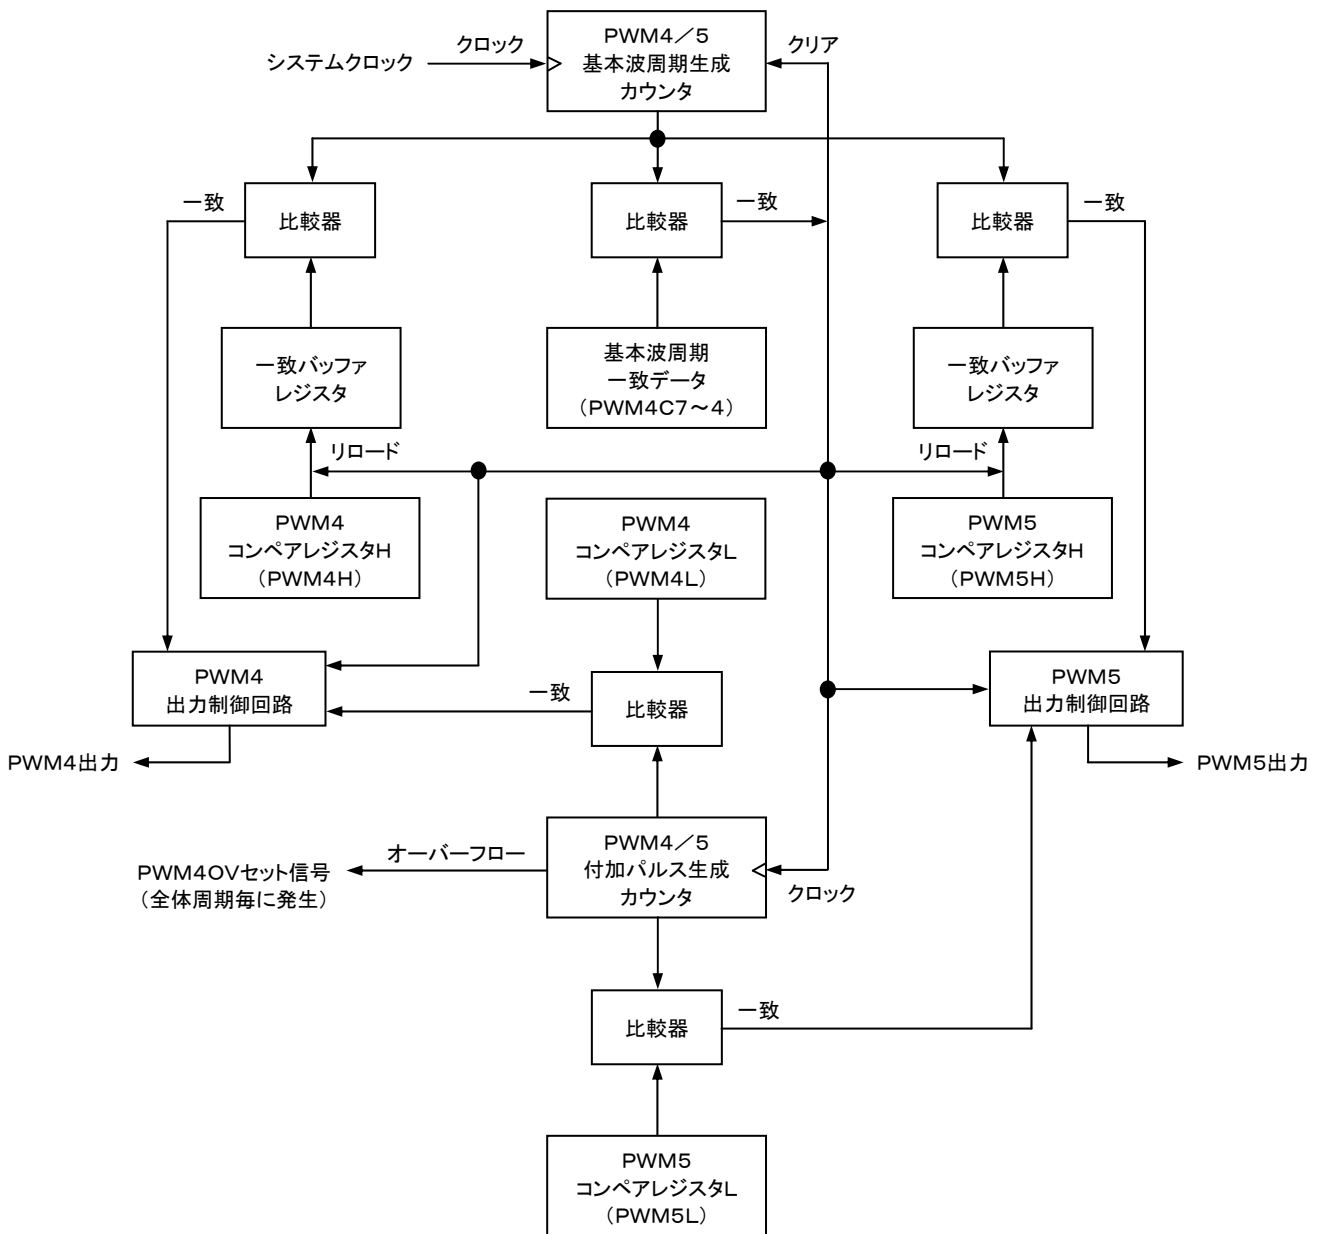 PWM4／5
基本波周期生成
カウンタ
システムクロック
クロック
クリア
一致
比較器
比較器
一致
比較器
一致
一致バッファ
レジスタ
基本波周期
一致データ
（PWM4C7～4）
一致バッファ
レジスタ
リロード
リロード
PWM4
コンペアレジスタH
（PWM4H）
PWM4
コンペアレジスタL
（PWM4L）
PWM5
コンペアレジスタH
（PWM5H）
PWM4
出力制御回路
一致
比較器
PWM5
出力制御回路
PWM4出力
PWM5出力
PWM4OVセット信号
（全体周期毎に発生）
オーバーフロー
PWM4／5
付加パルス生成
カウンタ
クロック
比較器
一致
PWM5
コンペアレジスタL
（PWM5L）